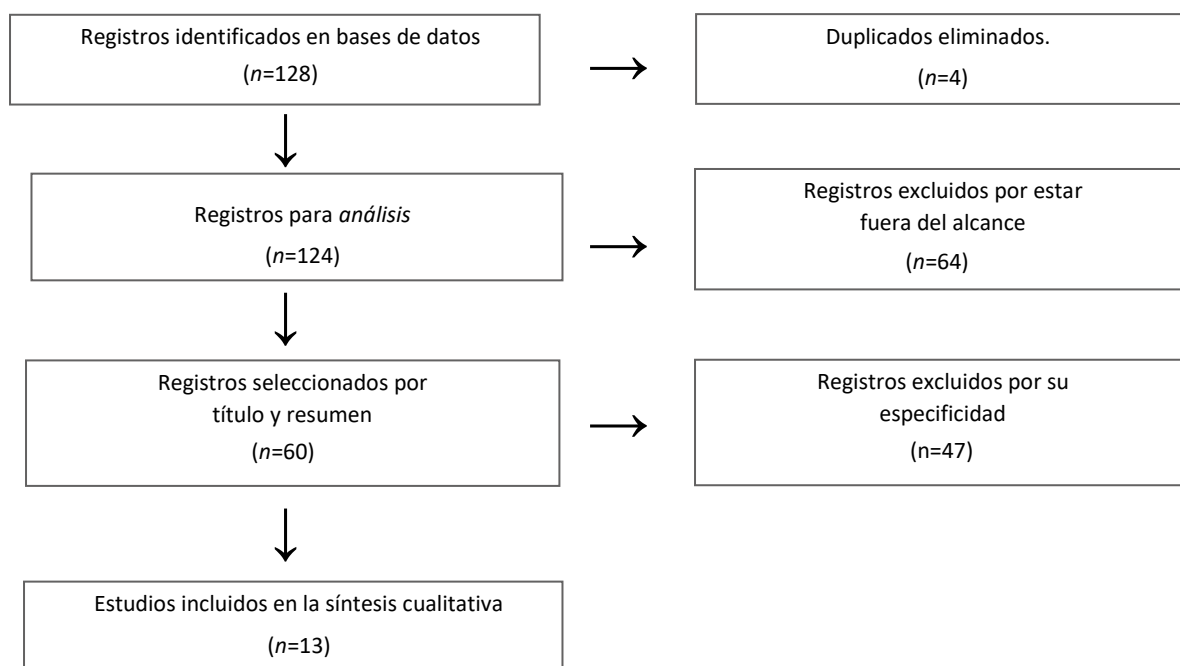 Registros identificados en bases de datos
(n=128)
Duplicados eliminados.
(n=4)
Registros para análisis
(n=124)
Registros excluidos por estar
fuera del alcance
(n=64)
Registros seleccionados por
título y resumen
(n=60)
Registros excluidos por su
especificidad
(n=47)
Estudios incluidos en la síntesis cualitativa
(n=13)